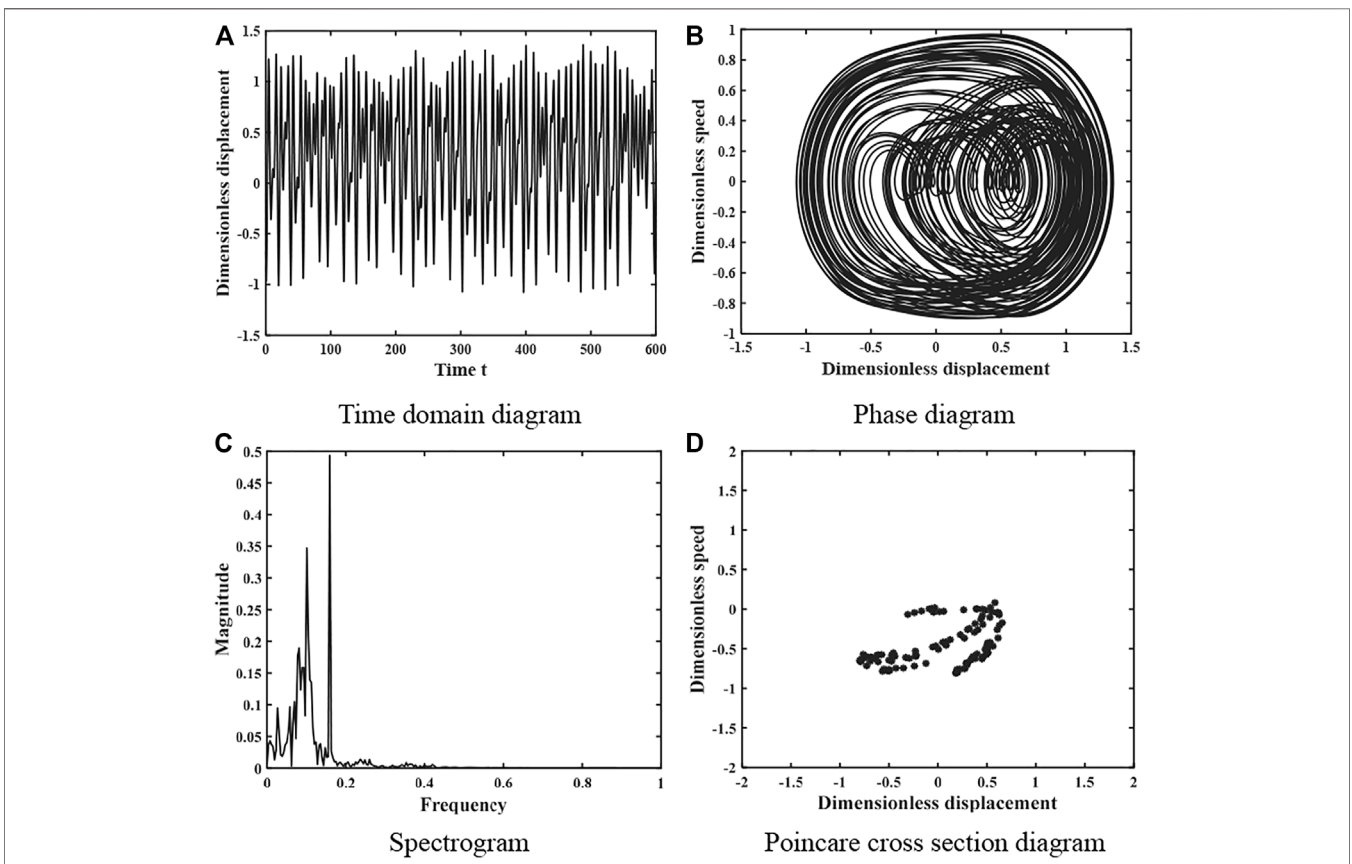 A
1.5
1
0.5
0
-0.5
-1
-1.5
Dimensionless displacement
0 100 200 300 400 500 600
Time t
Time domain diagram
B
1
0.8
0.6
0.4
0.2
0
-0.2
-0.4
-0.6
-0.8
-1
Dimensionless speed
-1.5 -1 -0.5 0 0.5 1 1.5
Dimensionless displacement
Phase diagram
C
0.5
0.45
0.4
0.35
0.3
0.25
0.2
0.15
0.1
0.05
0
Magnitude
0 0.2 0.4 0.6 0.8 1
Frequency
Spectrogram
D
2
1.5
1
0.5
0
-0.5
-1
-1.5
-2
Dimensionless speed
-2 -1.5 -1 -0.5 0 0.5 1 1.5 2
Dimensionless displacement
Poincare cross section diagram